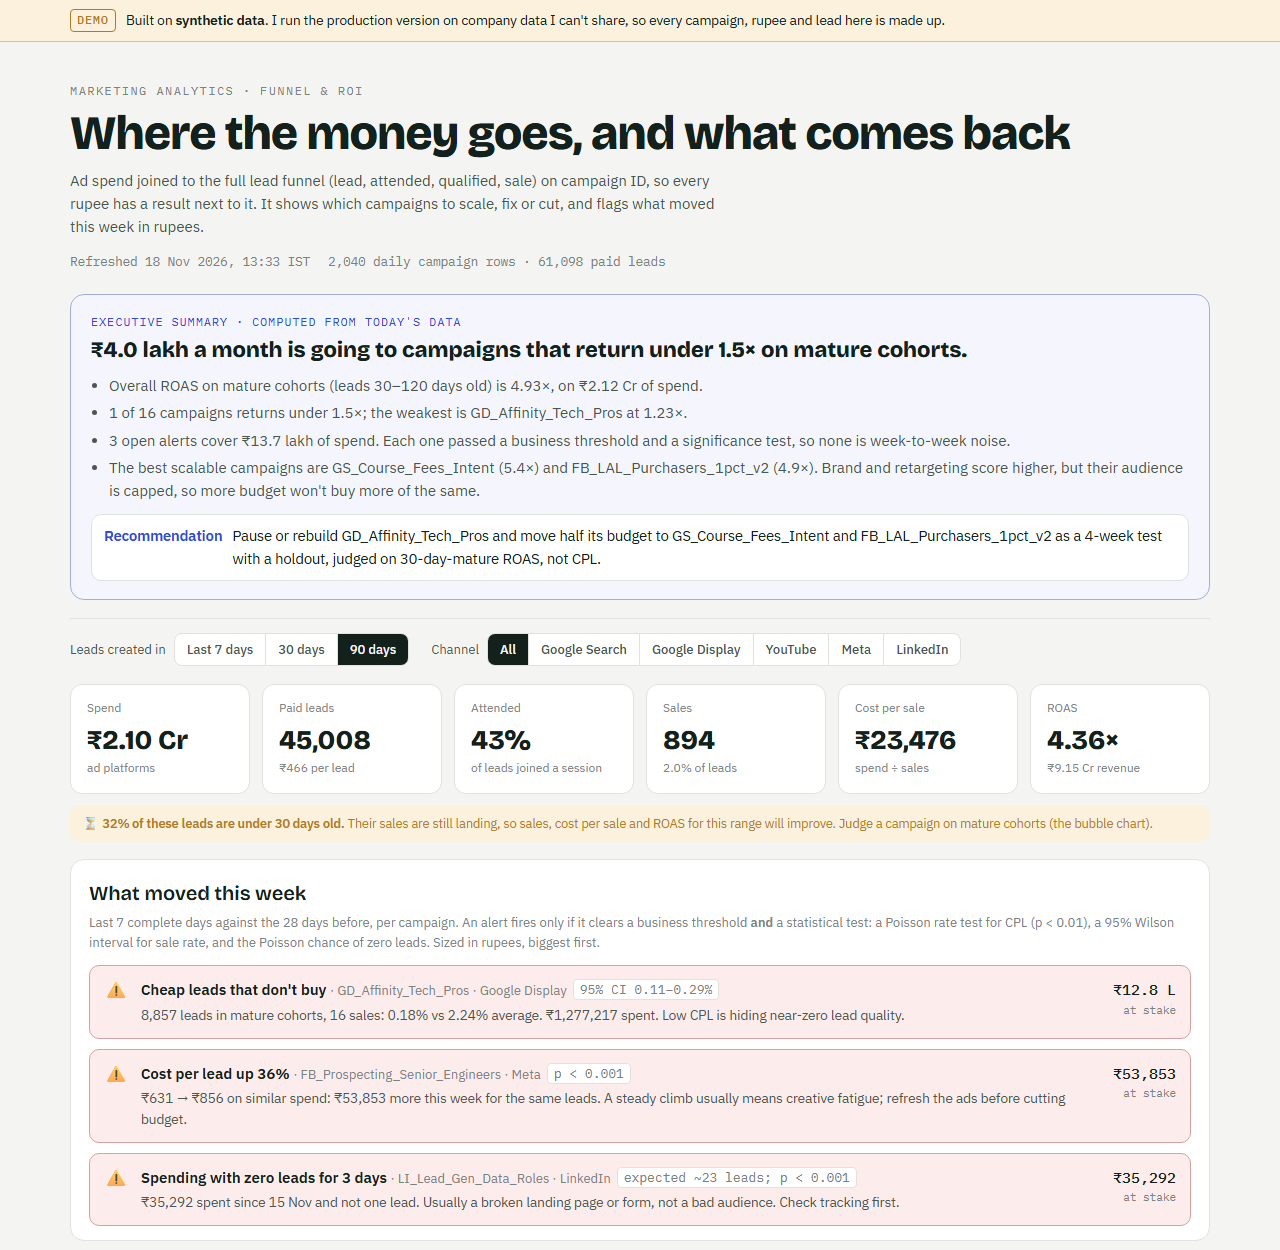 DEMO Built on synthetic data. I run the production version on company data I can't share, so every campaign, rupee and lead here is made up.
MARKETING ANALYTICS · FUNNEL & ROI
Where the money goes, and what comes back
Ad spend joined to the full lead funnel (lead, attended, qualified, sale) on campaign ID, so every
rupee has a result next to it. It shows which campaigns to scale, fix or cut, and flags what moved
this week in rupees.
Refreshed 18 Nov 2026, 13:33 IST 2,040 daily campaign rows · 61,098 paid leads
EXECUTIVE SUMMARY · COMPUTED FROM TODAY'S DATA
₹4.0 lakh a month is going to campaigns that return under 1.5× on mature cohorts.
• Overall ROAS on mature cohorts (leads 30–120 days old) is 4.93×, on ₹2.12 Cr of spend.
• 1 of 16 campaigns returns under 1.5×; the weakest is GD_Affinity_Tech_Pros at 1.23×.
• 3 open alerts cover ₹13.7 lakh of spend. Each one passed a business threshold and a significance test, so none is week-to-week noise.
• The best scalable campaigns are GS_Course_Fees_Intent (5.4×) and FB_LAL_Purchasers_1pct_v2 (4.9×). Brand and retargeting score higher, but their audience
is capped, so more budget won't buy more of the same.
Recommendation Pause or rebuild GD_Affinity_Tech_Pros and move half its budget to GS_Course_Fees_Intent and FB_LAL_Purchasers_1pct_v2 as a 4-week test
with a holdout, judged on 30-day-mature ROAS, not CPL.
Leads created in Last 7 days 30 days 90 days Channel All Google Search Google Display YouTube Meta LinkedIn
Spend
₹2.10 Cr
ad platforms
Paid leads
45,008
₹466 per lead
Attended
43%
of leads joined a session
Sales
894
2.0% of leads
Cost per sale
₹23,476
spend ÷ sales
ROAS
4.36×
₹9.15 Cr revenue
⏳ 32% of these leads are under 30 days old. Their sales are still landing, so sales, cost per sale and ROAS for this range will improve. Judge a campaign on mature cohorts (the bubble chart).
What moved this week
Last 7 complete days against the 28 days before, per campaign. An alert fires only if it clears a business threshold and a statistical test: a Poisson rate test for CPL (p < 0.01), a 95% Wilson
interval for sale rate, and the Poisson chance of zero leads. Sized in rupees, biggest first.
⚠️ Cheap leads that don't buy · GD_Affinity_Tech_Pros · Google Display 95% CI 0.11–0.29% ₹12.8 L
8,857 leads in mature cohorts, 16 sales: 0.18% vs 2.24% average. ₹1,277,217 spent. Low CPL is hiding near-zero lead quality. at stake
⚠️ Cost per lead up 36% · FB_Prospecting_Senior_Engineers · Meta p < 0.001 ₹53,853
₹631 → ₹856 on similar spend: ₹53,853 more this week for the same leads. A steady climb usually means creative fatigue; refresh the ads before cutting at stake
budget.
⚠️ Spending with zero leads for 3 days · LI_Lead_Gen_Data_Roles · LinkedIn expected ~23 leads; p < 0.001 ₹35,292
₹35,292 spent since 15 Nov and not one lead. Usually a broken landing page or form, not a bad audience. Check tracking first. at stake